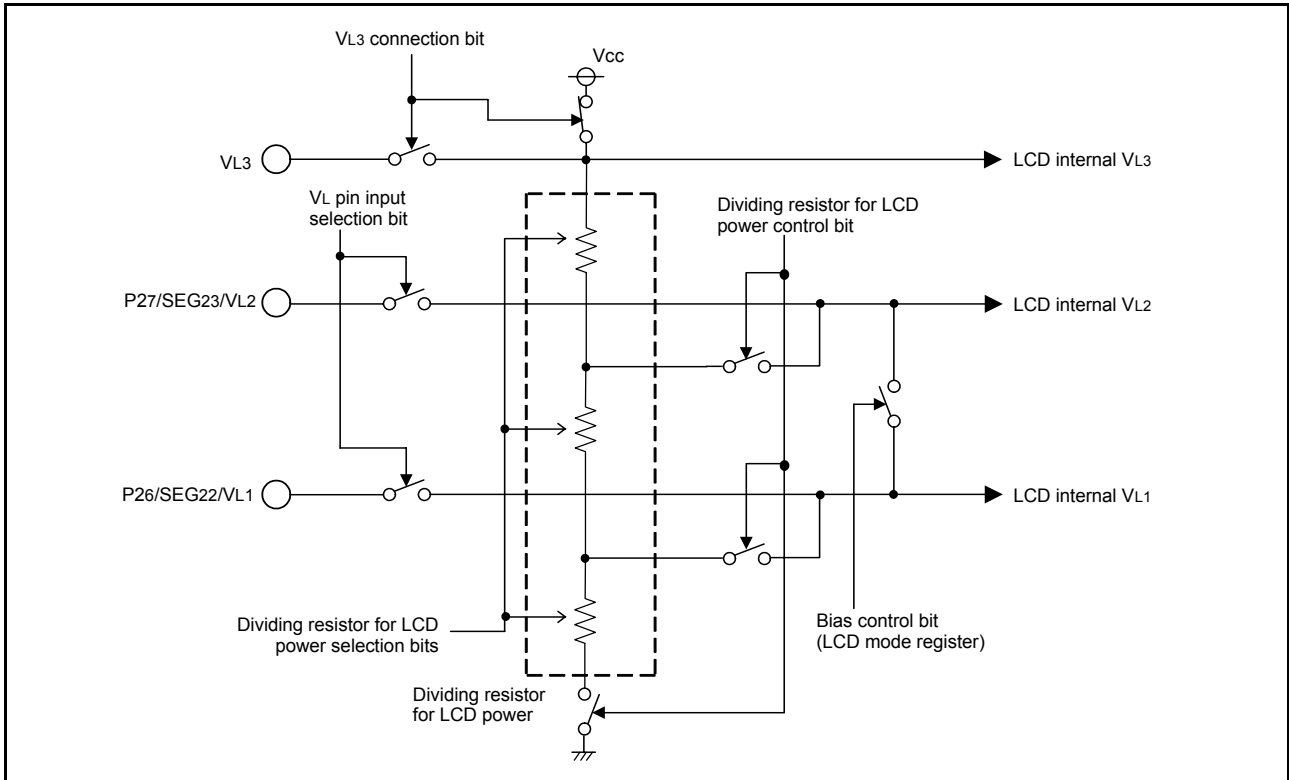 VL3 connection bit
Vcc
VL3
LCD internal VL3
VL pin input
selection bit
Dividing resistor for LCD
power control bit
P27/SEG23/VL2
LCD internal VL2
P26/SEG22/VL1
LCD internal VL1
Dividing resistor for LCD
power selection bits
Bias control bit
(LCD mode register)
Dividing resistor
for LCD power